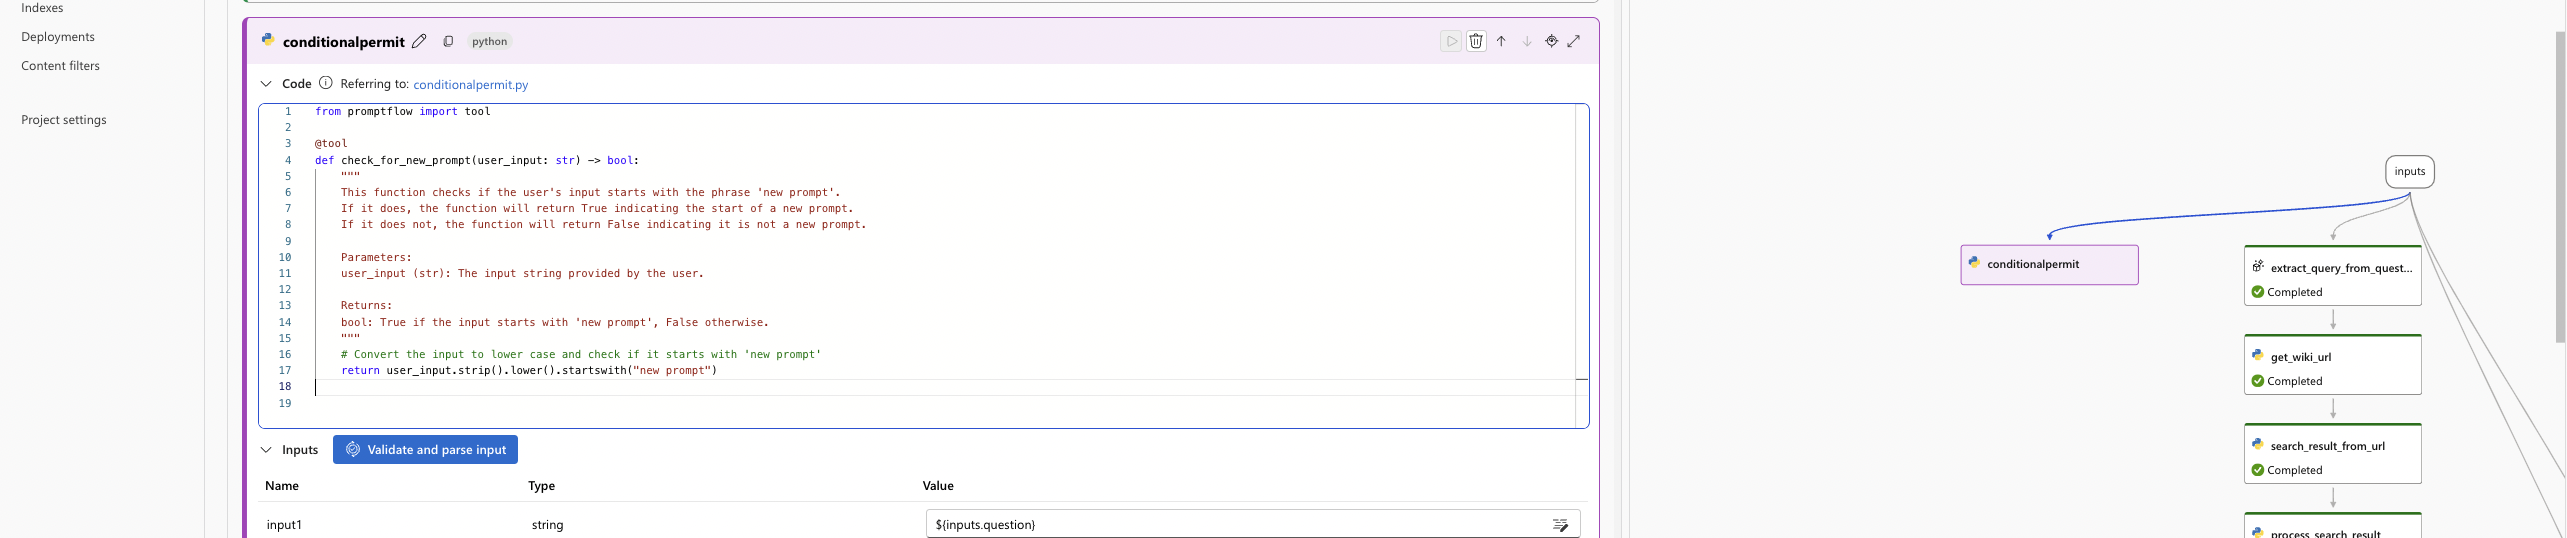 Indexes
Deployments
Content filters
Project settings
conditionalpermit python
Code Referring to: conditionalpermit.py
1 from promptflow import tool
2
3 @tool
4 def check_for_new_prompt(user_input: str) -> bool:
5 """
6 This function checks if the user's input starts with the phrase 'new prompt'.
7 If it does, the function will return True indicating the start of a new prompt.
8 If it does not, the function will return False indicating it is not a new prompt.
9
10 Parameters:
11 user_input (str): The input string provided by the user.
12
13 Returns:
14 bool: True if the input starts with 'new prompt', False otherwise.
15 """
16 # Convert the input to lower case and check if it starts with 'new prompt'
17 return user_input.strip().lower().startswith("new prompt")
18
19
Inputs Validate and parse input
Name Type Value
input1 string ${inputs.question}
inputs
conditionalpermit
extract_query_from_quest...
Completed
get_wiki_url
Completed
search_result_from_url
Completed
process_search_result